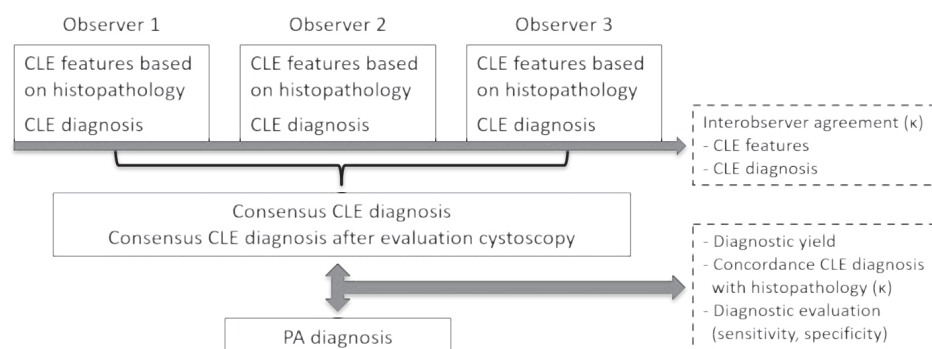 Observer 1
Observer 2
Observer 3
CLE features based
on histopathology
CLE diagnosis
CLE features based
on histopathology
CLE diagnosis
CLE features based
on histopathology
CLE diagnosis
Interobserver agreement (κ)
- CLE features
- CLE diagnosis
Consensus CLE diagnosis
Consensus CLE diagnosis after evaluation cystoscopy
- Diagnostic yield
- Concordance CLE diagnosis
with histopathology (κ)
- Diagnostic evaluation
(sensitivity, specificity)
PA diagnosis